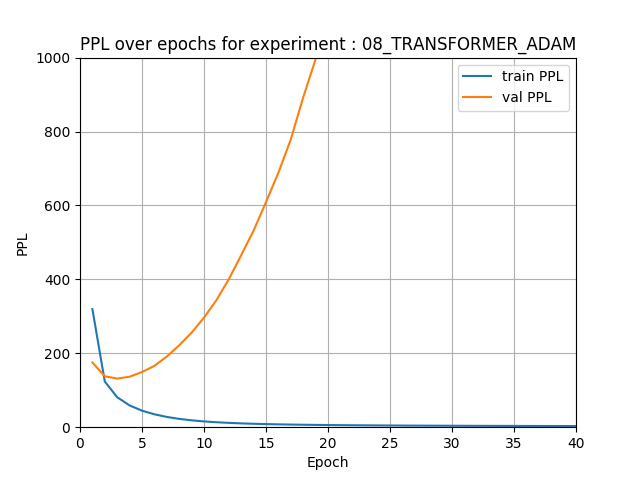 PPL over epochs for experiment : 08_TRANSFORMER_ADAM
train PPL
val PPL
1000
800
600
400
200
0
PPL
0 5 10 15 20 25 30 35 40
Epoch